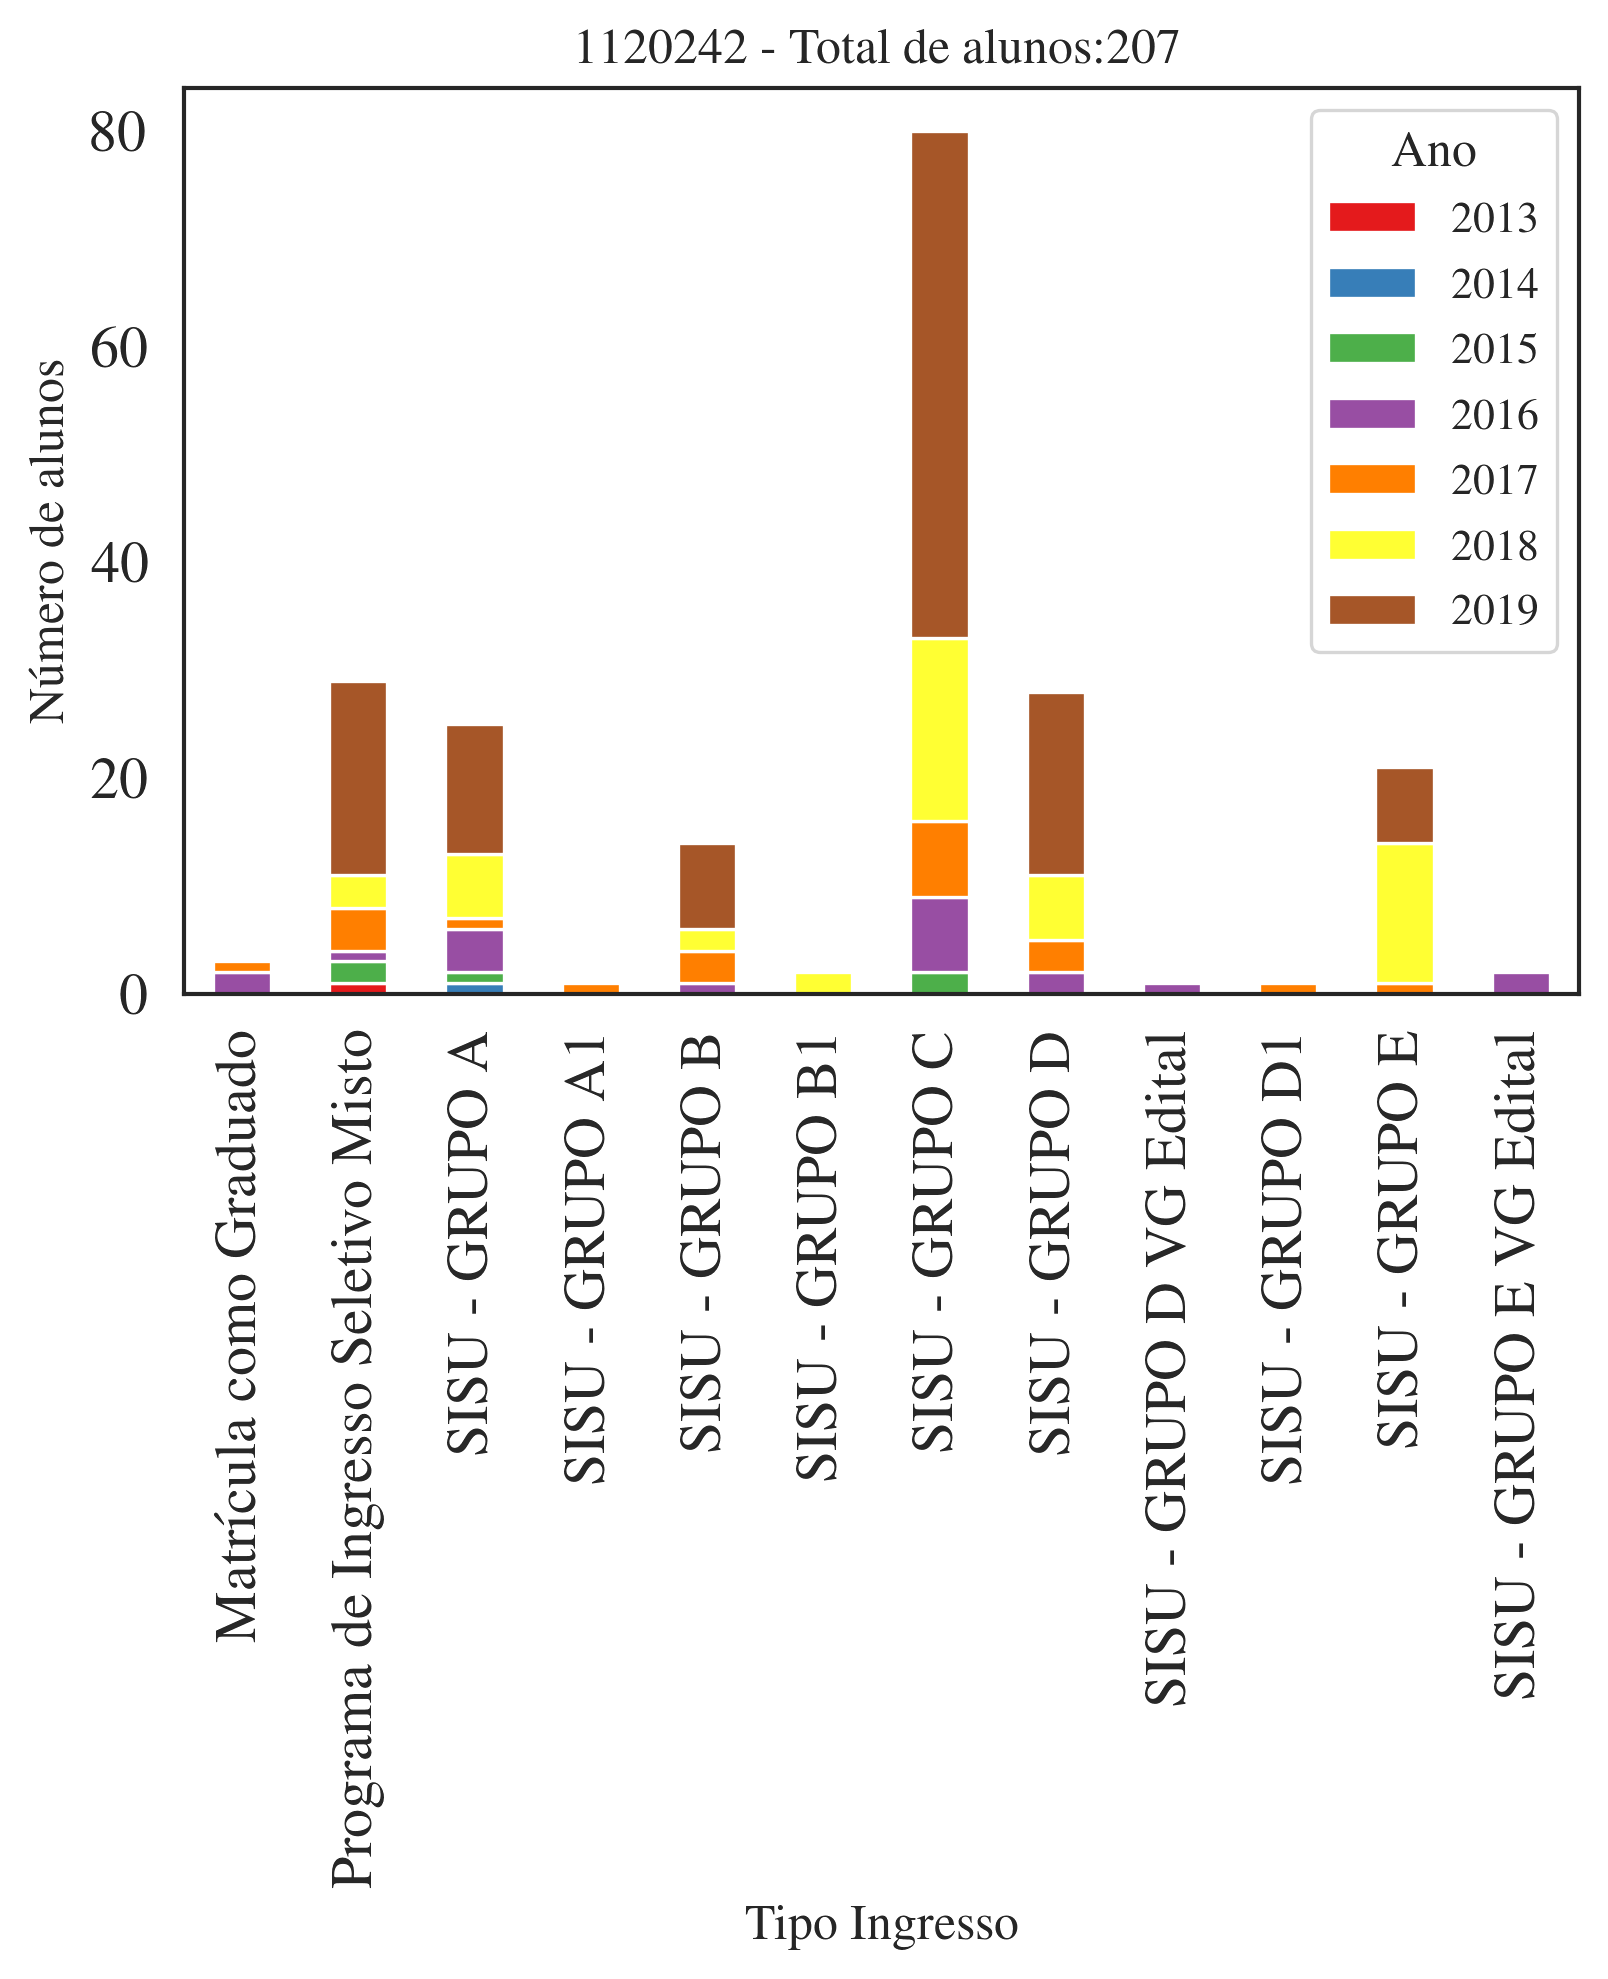 1120242 - Total de alunos:207
80
60
40
20
0
Número de alunos
Ano
2013
2014
2015
2016
2017
2018
2019
Matrícula como Graduado
Programa de Ingresso Seletivo Misto
SISU - GRUPO A
SISU - GRUPO A1
SISU - GRUPO B
SISU - GRUPO B1
SISU - GRUPO C
SISU - GRUPO D
SISU - GRUPO D VG Edital
SISU - GRUPO D1
SISU - GRUPO E
SISU - GRUPO E VG Edital
Tipo Ingresso